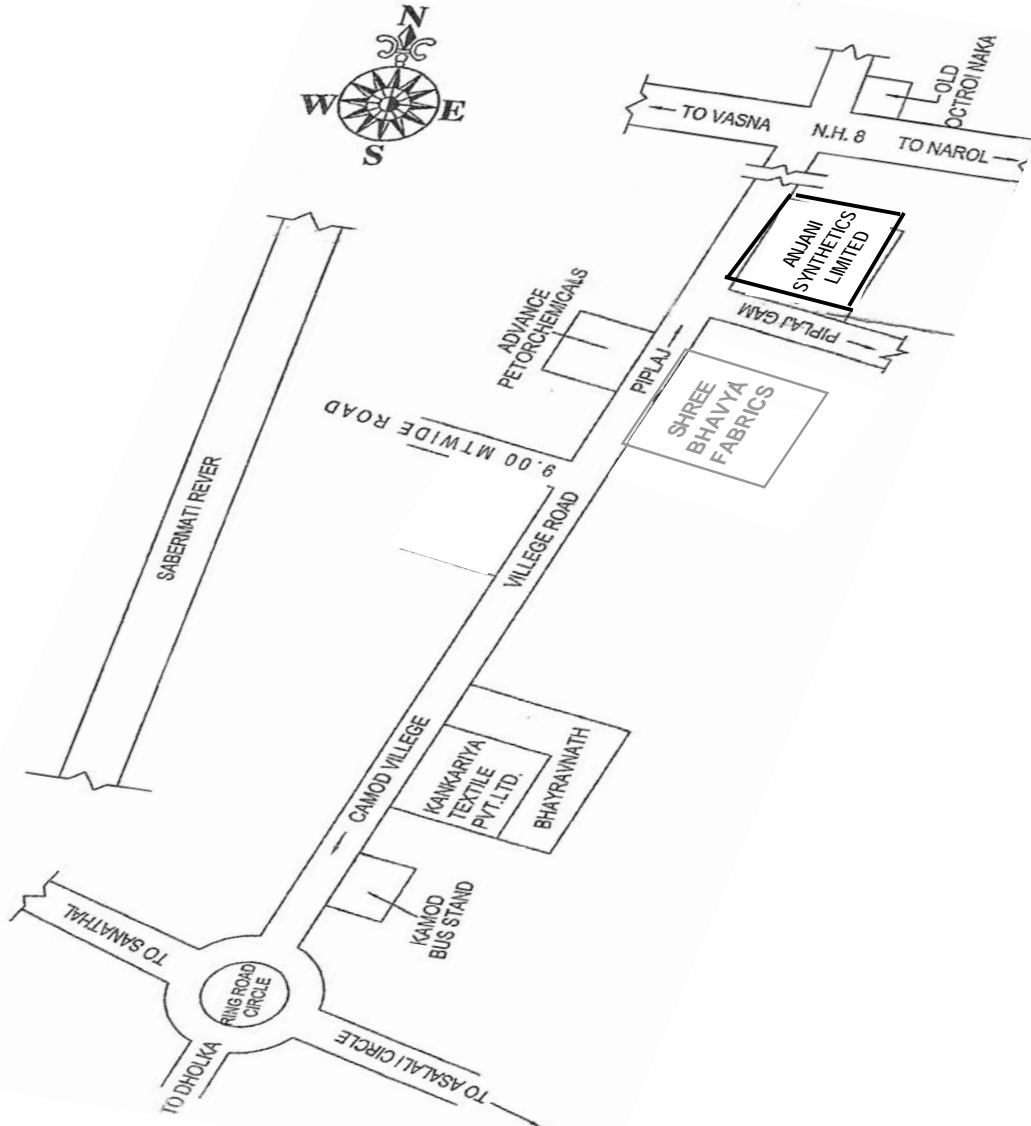 N
W
E
S
OLD
OCTROI NAKA
TO VASNA
N.H. 8
TO NAROL
ANJANI
SYNTHETICS
LIMITED
PIPLAJ GAM
ADVANCE
PETORCHEMICALS
PIPLAJ
SHREE
BHAVYA
FABRICS
9.00 MTWIDE ROAD
SABERMATI REVER
VILLEGE ROAD
CAMOD VILLEGE
KANKARIYA
TEXTILE
PVT.LTD.
BHAYRAVNATH
KAMOD
BUS STAND
TO SANATHAL
RING ROAD
CIRCLE
TO DHOLKA
TO ASALALI CIRCLE